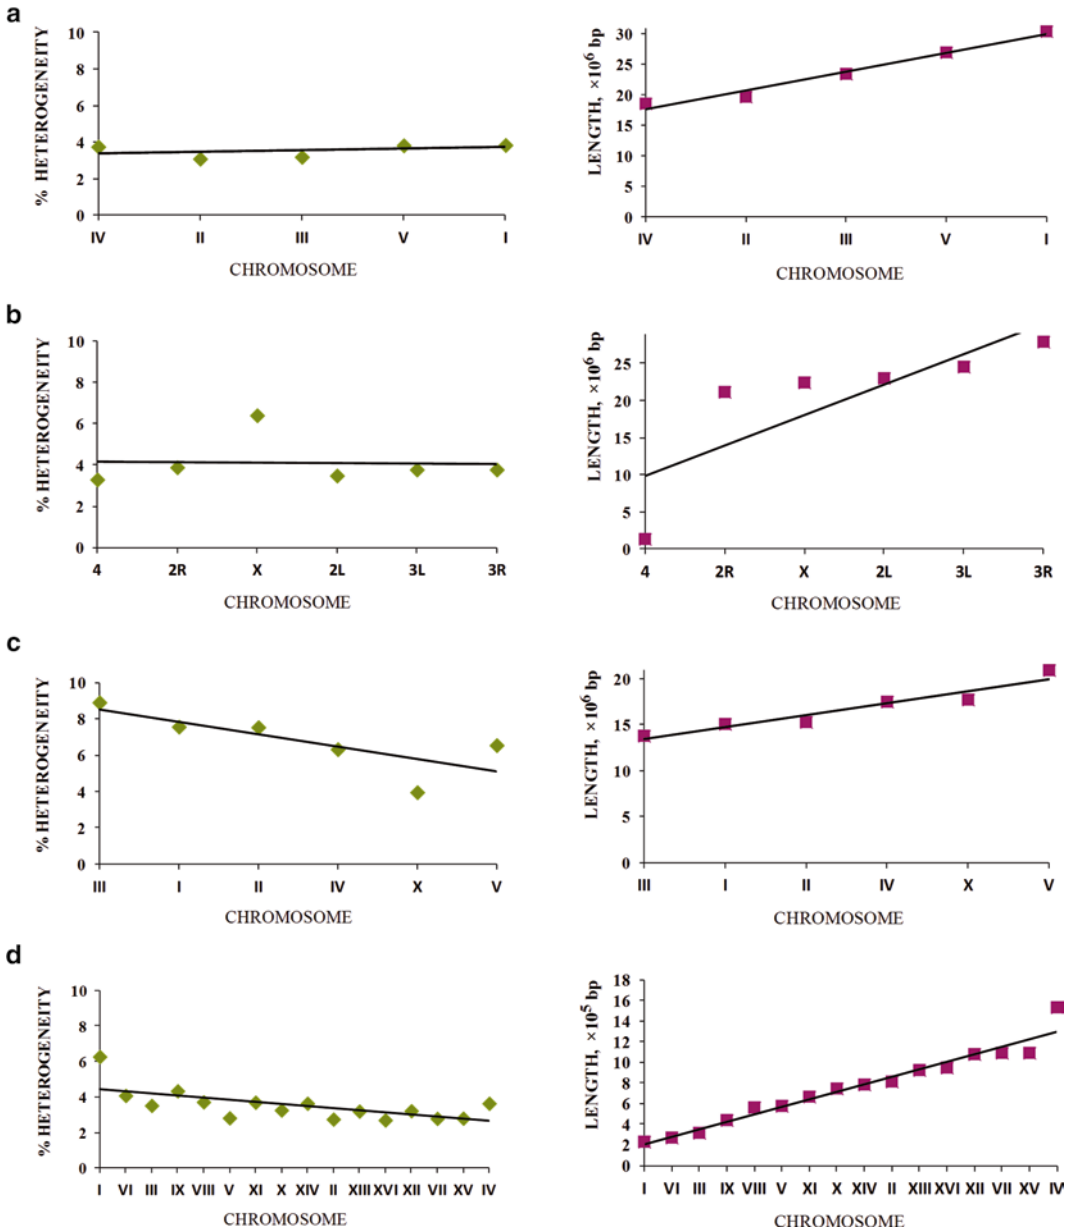 a
% HETEROGENEITY
10
8
6
4
2
0
IV II III V I
CHROMOSOME
LENGTH, ×10⁶ bp
30
25
20
15
10
5
0
IV II III V I
CHROMOSOME
b
% HETEROGENEITY
10
8
6
4
2
0
4 2R X 2L 3L 3R
CHROMOSOME
LENGTH, ×10⁶ bp
25
20
15
10
5
0
4 2R X 2L 3L 3R
CHROMOSOME
c
% HETEROGENEITY
10
8
6
4
2
0
III I II IV X V
CHROMOSOME
LENGTH, ×10⁶ bp
20
15
10
0
III I II IV X V
CHROMOSOME
d
% HETEROGENEITY
10
8
6
4
2
0
I VI III IX VIII V XI X XIV II XIII XVI XII VII XV IV
CHROMOSOME
LENGTH, ×10⁵ bp
18
16
14
12
10
8
6
4
2
0
I VI III IX VIII V XI X XIV II XIII XVI XII VII XV IV
CHROMOSOME